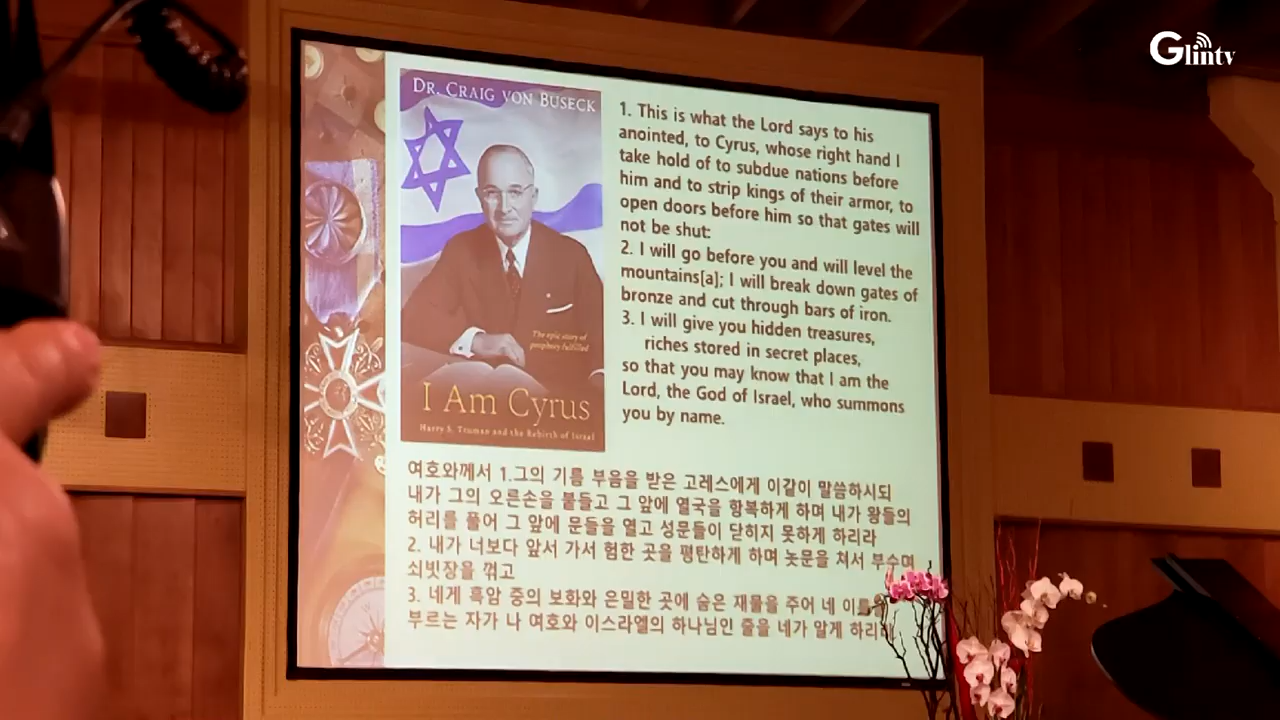 Glintv
DR. CRAIG VON BUSECK
The epic story of
prophecy fulfilled
I Am Cyrus
Harry S. Truman and the Rebirth of Israel
1. This is what the Lord says to his
anointed, to Cyrus, whose right hand I
take hold of to subdue nations before
him and to strip kings of their armor, to
open doors before him so that gates will
not be shut:
2. I will go before you and will level the
mountains[a]; I will break down gates of
bronze and cut through bars of iron.
3. I will give you hidden treasures,
riches stored in secret places,
so that you may know that I am the
Lord, the God of Israel, who summons
you by name.
여호와께서 1.그의 기름 부음을 받은 고레스에게 이같이 말씀하시되
내가 그의 오른손을 붙들고 그 앞에 열국을 항복하게 하며 내가 왕들의
허리를 풀어 그 앞에 문들을 열고 성문들이 닫히지 못하게 하리라
2. 내가 너보다 앞서 가서 험한 곳을 평탄하게 하며 놋문을 쳐서 부수며
쇠빗장을 꺾고
3. 네게 흑암 중의 보화와 은밀한 곳에 숨은 재물을 주어 네 이름을
부르는 자가 나 여호와 이스라엘의 하나님인 줄을 네가 알게 하리라